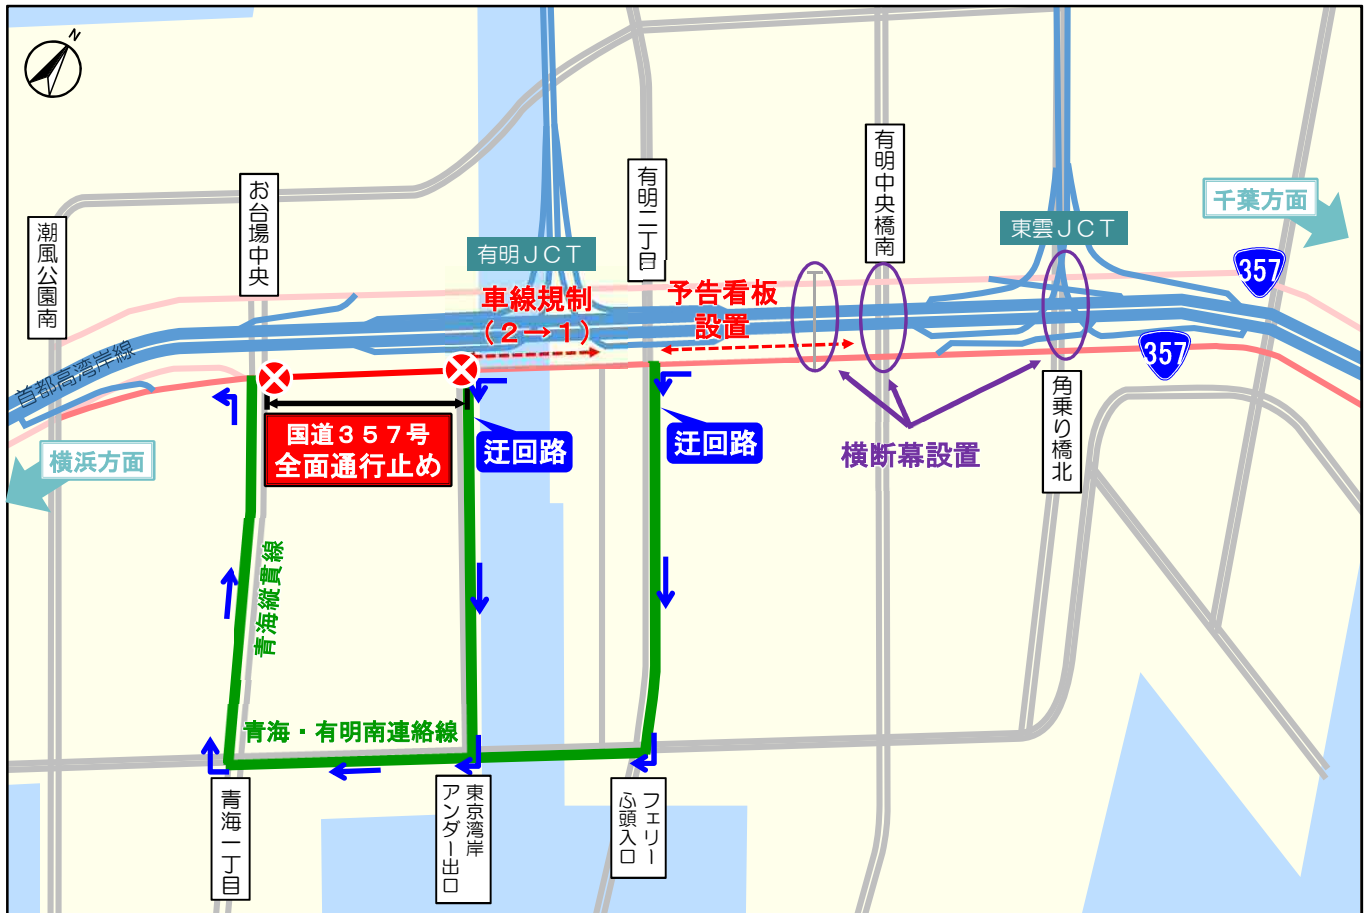 N
潮風公園南
お台場中央
有明JCT
有明二丁目
有明中央橋南
東雲JCT
千葉方面
357
357
車線規制
(2→1)
予告看板
設置
首都高湾岸線
横浜方面
国道357号
全面通行止め
迂回路
迂回路
横断幕設置
角乗り橋北
青海縦貫線
青海・有明南連絡線
青海一丁目
東京湾岸
アンダー出口
フェリー
ふ頭入口